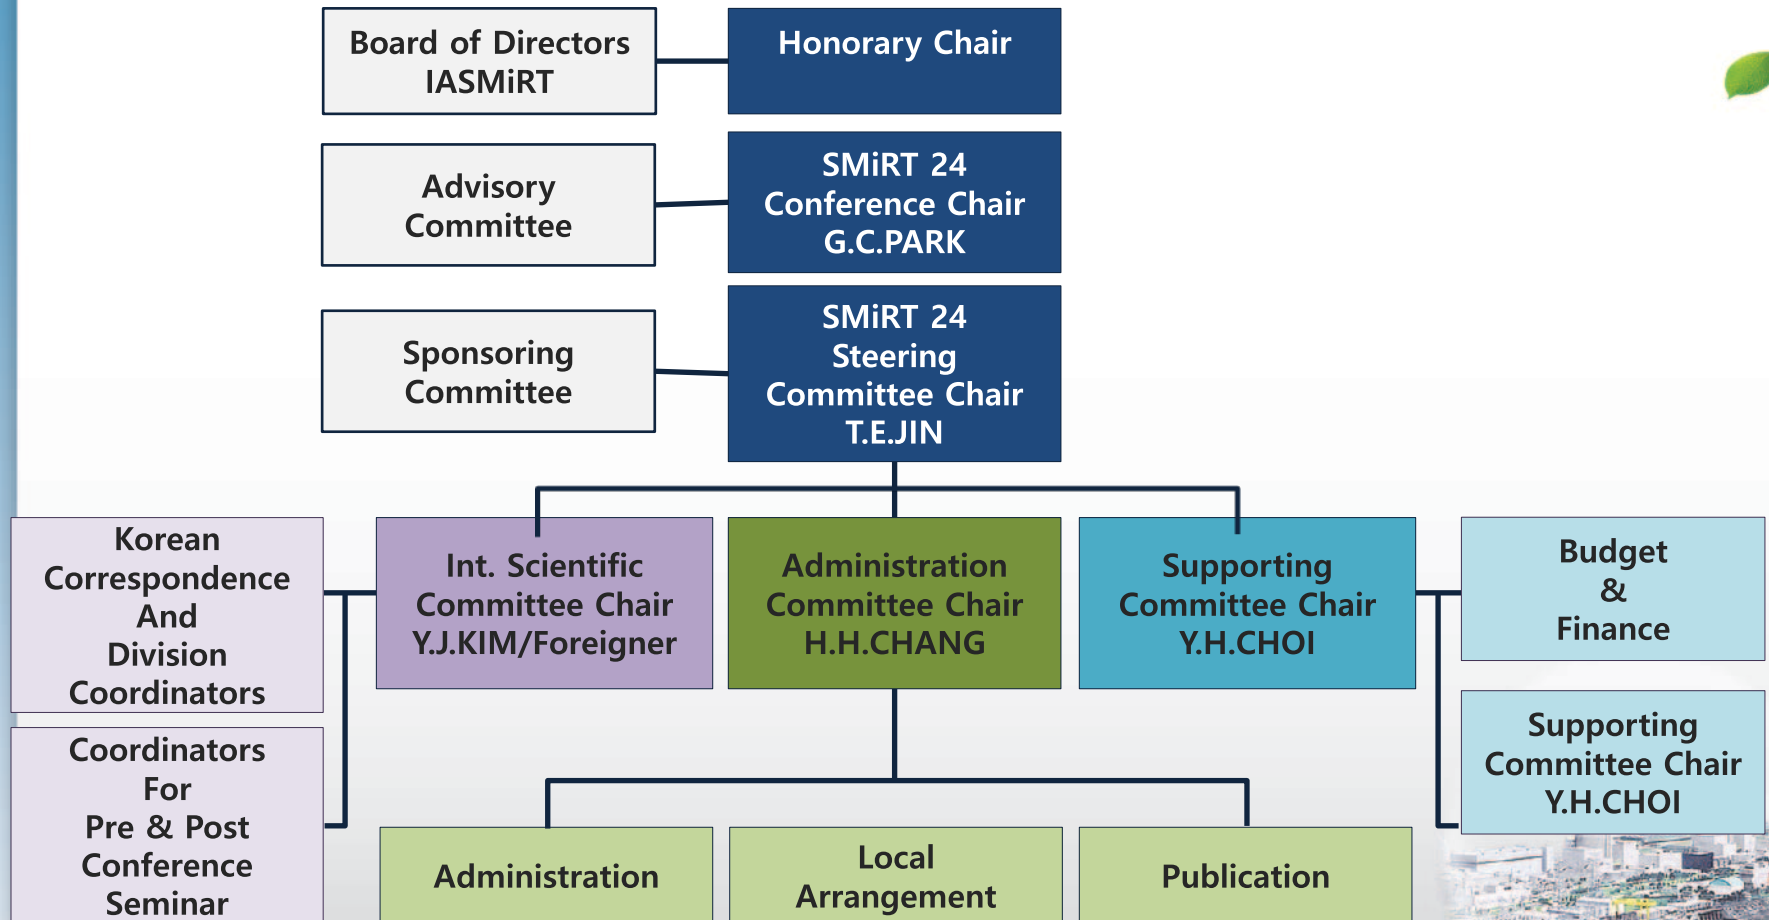 Board of Directors
IASMiRT
Honorary Chair
Advisory
Committee
SMiRT 24
Conference Chair
G.C.PARK
Sponsoring
Committee
SMiRT 24
Steering
Committee Chair
T.E.JIN
Korean
Correspondence
And
Division
Coordinators
Int. Scientific
Committee Chair
Y.J.KIM/Foreigner
Administration
Committee Chair
H.H.CHANG
Supporting
Committee Chair
Y.H.CHOI
Budget
&
Finance
Coordinators
For
Pre & Post
Conference
Seminar
Supporting
Committee Chair
Y.H.CHOI
Administration
Local
Arrangement
Publication